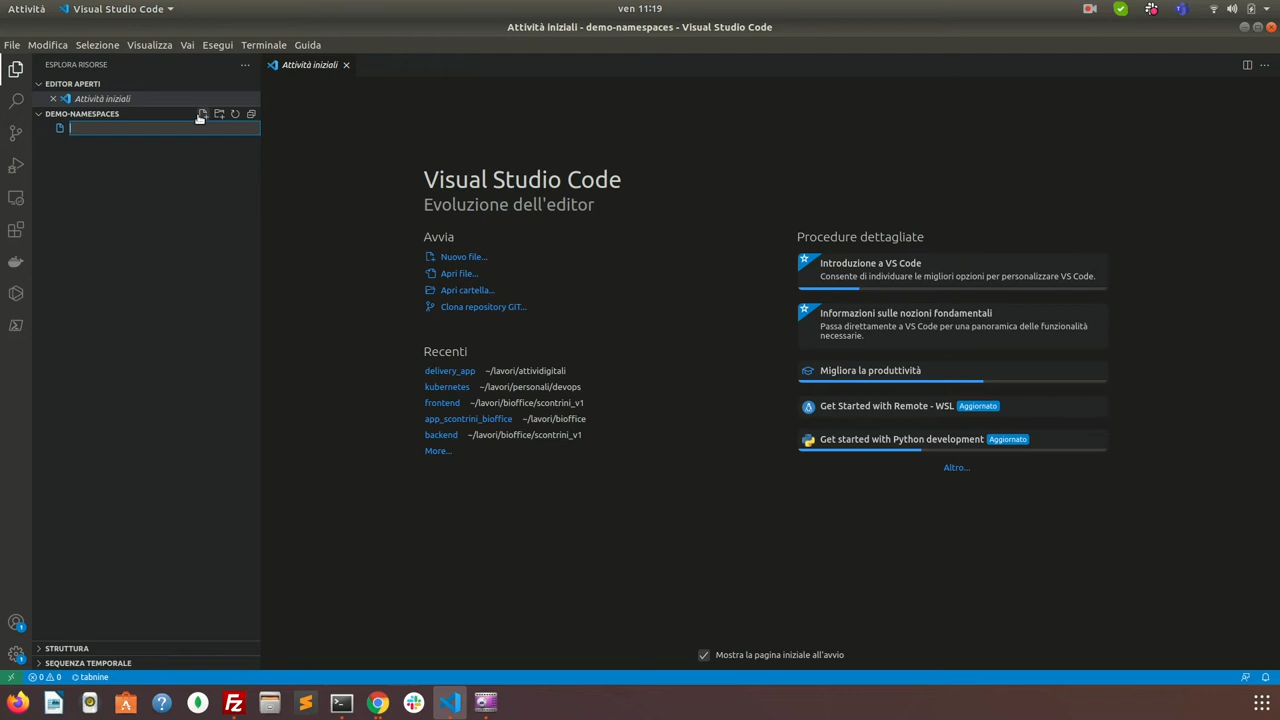 Attività
Visual Studio Code
ven 11:19
Attività iniziali - demo-namespaces - Visual Studio Code
File Modifica Selezione Visualizza Vai Esegui Terminale Guida
ESPLORA RISORSE
Attività iniziali
EDITOR APERTI
Attività iniziali
DEMO-NAMESPACES
Visual Studio Code
Evoluzione dell'editor
Avvia
Nuovo file...
Apri file...
Apri cartella...
Clona repository GIT...
Recenti
delivery_app ~/lavori/attividigitali
kubernetes ~/lavori/personali/devops
frontend ~/lavori/bioffice/scontrini_v1
app_scontrini_bioffice ~/lavori/bioffice
backend ~/lavori/bioffice/scontrini_v1
More...
Procedure dettagliate
Introduzione a VS Code
Consente di individuare le migliori opzioni per personalizzare VS Code.
Informazioni sulle nozioni fondamentali
Passa direttamente a VS Code per una panoramica delle funzionalità
necessarie.
Migliora la produttività
Get Started with Remote - WSL Aggiornato
Get started with Python development Aggiornato
Altro...
Mostra la pagina iniziale all'avvio
STRUTTURA
SEQUENZA TEMPORALE
1
1
0 0 tabnine